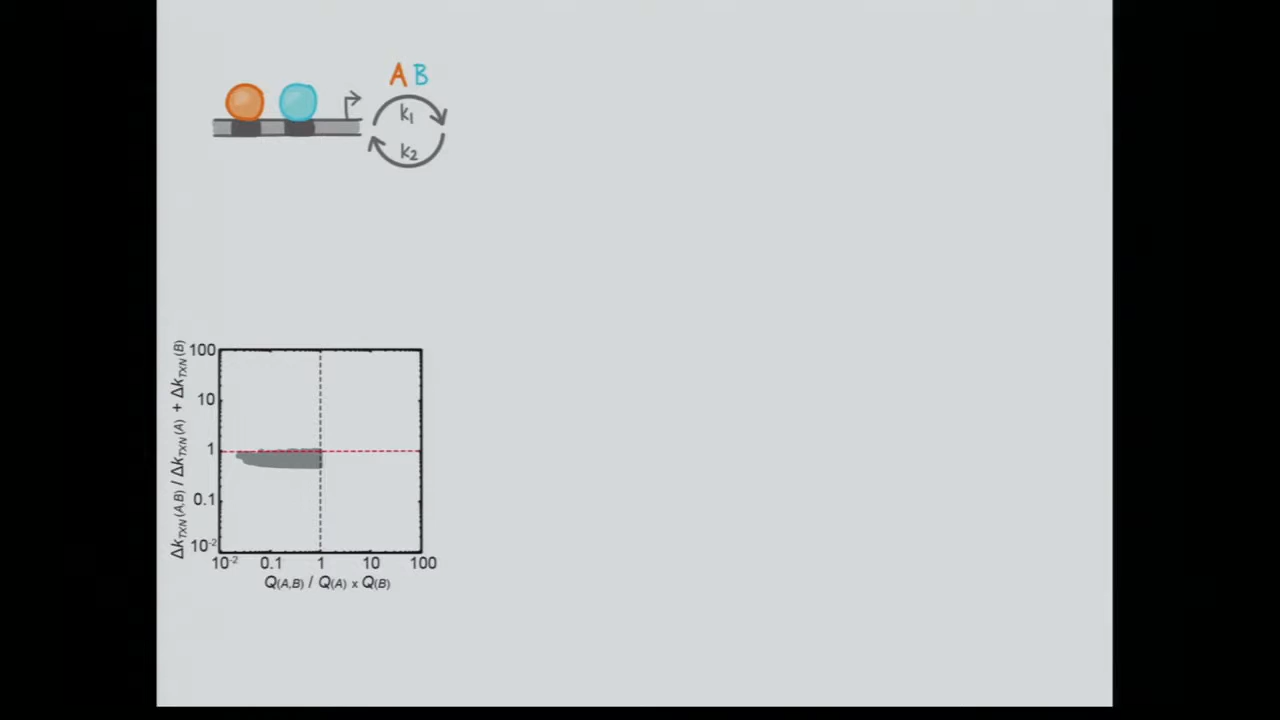 A B
k₁
k₂
100
10
1
0.1
10⁻²
10⁻² 0.1 1 10 100
Q(A,B) / Q(A) x Q(B)
ΔkTXN(A,B) / ΔkTXN(A) + ΔkTXN(B)